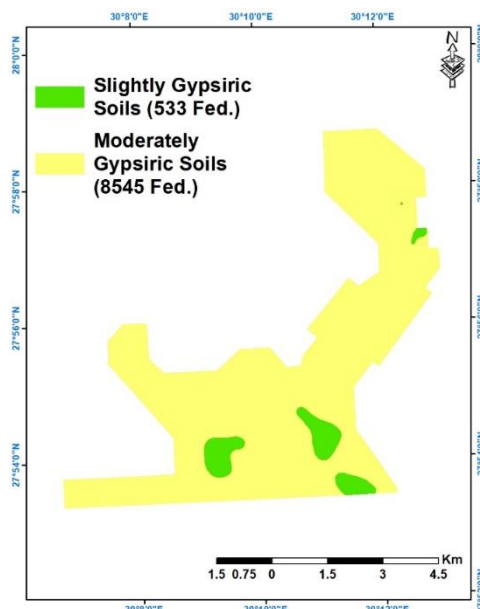 30°8'0"E 30°10'0"E 30°12'0"E
N
28°0'0"N
Slightly Gypsiric
Soils (533 Fed.)
Moderately
Gypsiric Soils
(8545 Fed.)
27°58'0"N
27°56'0"N
27°54'0"N
Km
1.5 0.75 0 1.5 3 4.5